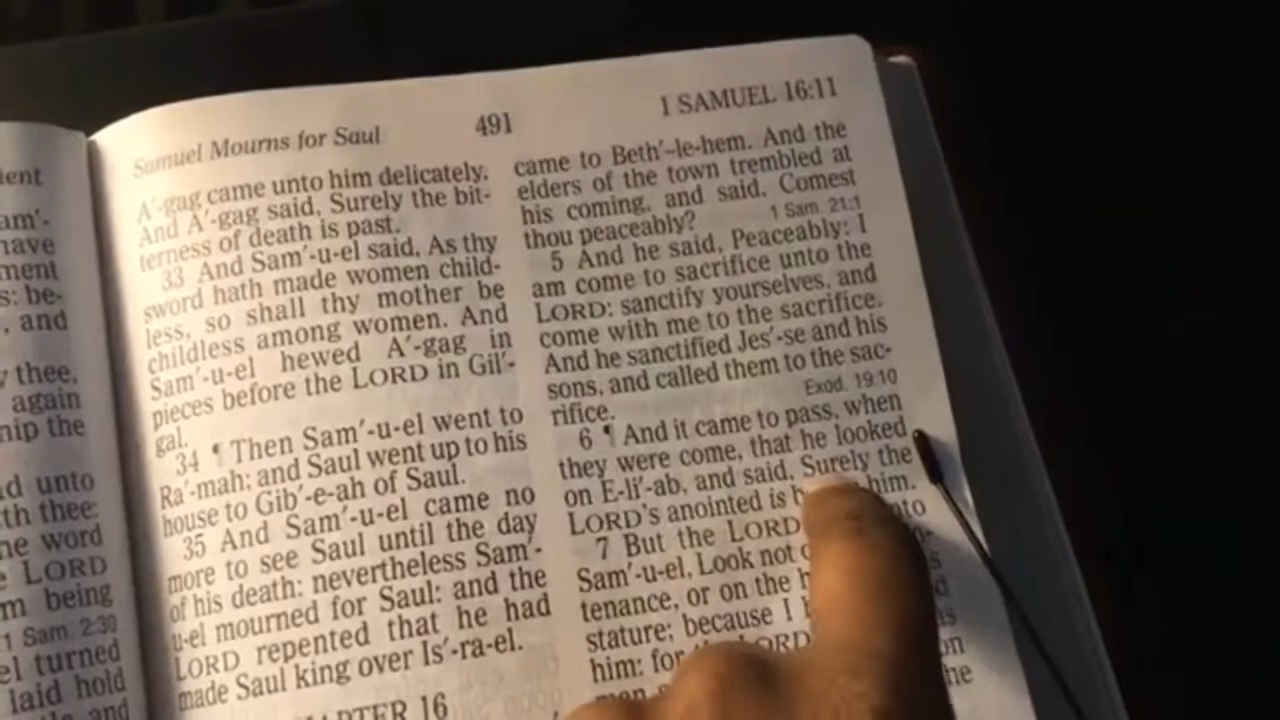 ient
am'-
have
ment
s: be-
, and
y thee,
again
hip the
d unto
th thee:
he word
e LORD
m being
1 Sam. 2:30
el turned
laid hold
and
Samuel Mourns for Saul
491
I SAMUEL 16:11
A'-gag came unto him delicately.
And A'-gag said, Surely the bit-
terness of death is past.
33 And Sam'-u-el said, As thy
sword hath made women child-
less, so shall thy mother be
childless among women. And
Sam'-u-el hewed A'-gag in
pieces before the LORD in Gil'-
gal.
34 ¶ Then Sam'-u-el went to
Ra'-mah; and Saul went up to his
house to Gib'-e-ah of Saul.
35 And Sam'-u-el came no
more to see Saul until the day
of his death: nevertheless Sam'-
u-el mourned for Saul: and the
LORD repented that he had
made Saul king over Is'-ra-el.
APTER 16
came to Beth'–le-hem. And the
elders of the town trembled at
his coming, and said, Comest
thou peaceably?
1 Sam. 21:1
5 And he said, Peaceably: I
am come to sacrifice unto the
LORD: sanctify yourselves, and
come with me to the sacrifice.
And he sanctified Jes'-se and his
sons, and called them to the sac-
rifice.
Exod. 19:10
6 ¶ And it came to pass, when
they were come, that he looked
on E-li'-ab, and said, Surely the
LORD'S anointed is him.
7 But the LORD nto
Sam'-u-el, Look not
tenance, or on the
stature; because I
him: for LORD on
he